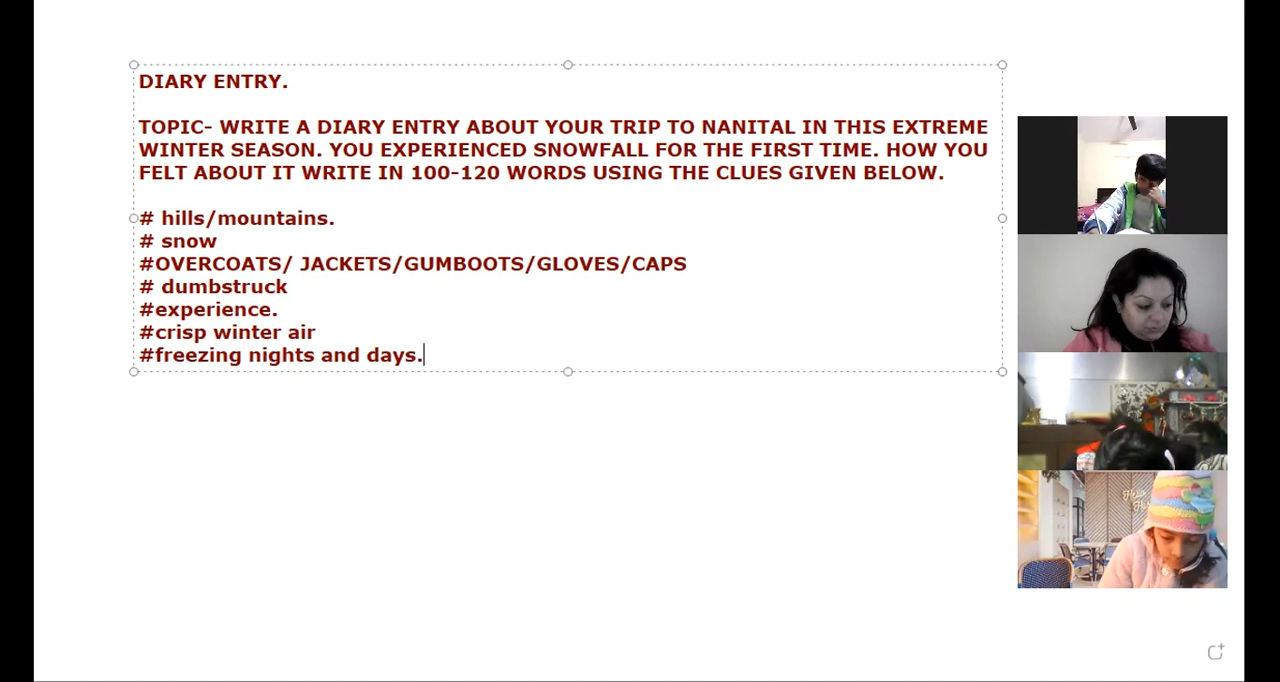 DIARY ENTRY.
TOPIC- WRITE A DIARY ENTRY ABOUT YOUR TRIP TO NANITAL IN THIS EXTREME
WINTER SEASON. YOU EXPERIENCED SNOWFALL FOR THE FIRST TIME. HOW YOU
FELT ABOUT IT WRITE IN 100-120 WORDS USING THE CLUES GIVEN BELOW.
# hills/mountains.
# snow
#OVERCOATS/ JACKETS/GUMBOOTS/GLOVES/CAPS
# dumbstruck
#experience.
#crisp winter air
#freezing nights and days.
Hello